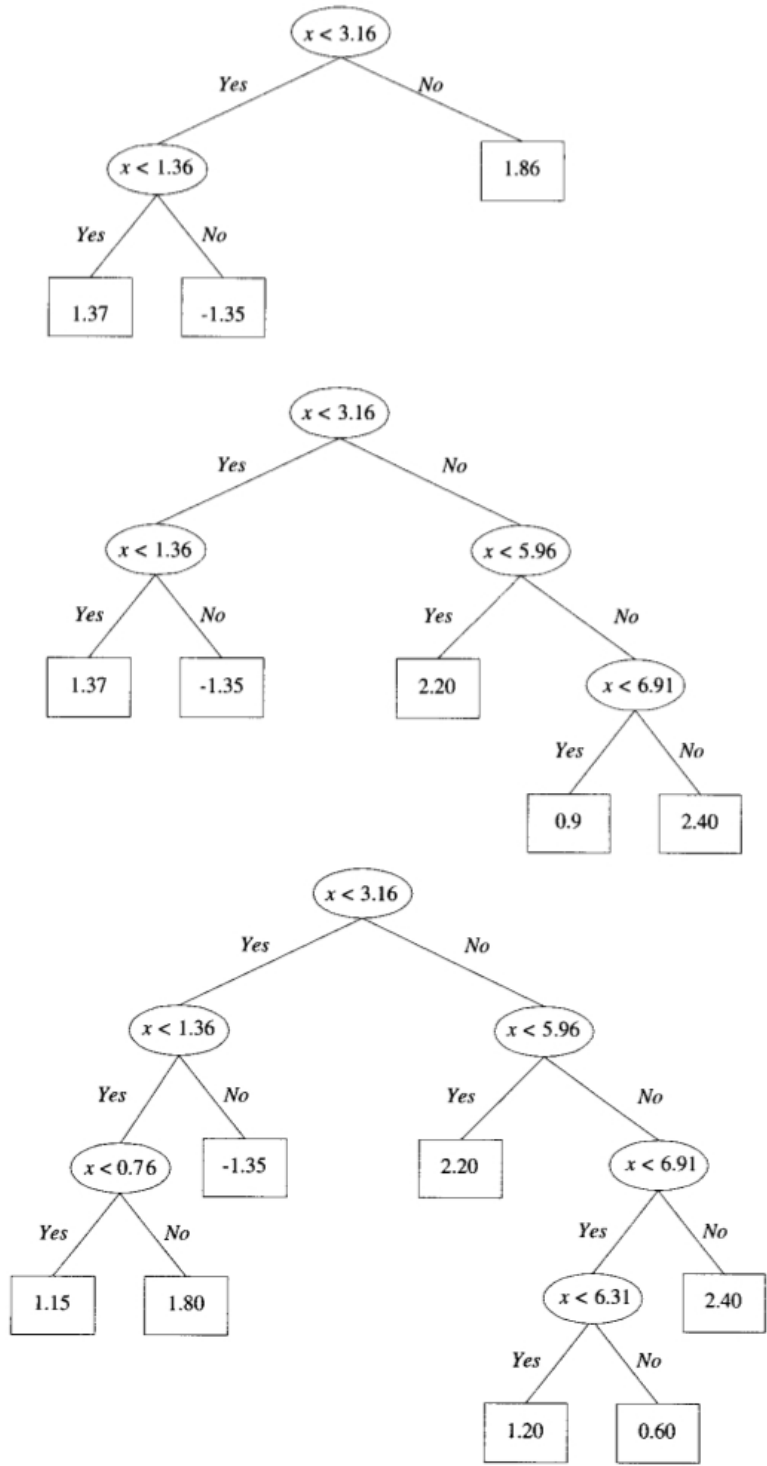 x < 3.16
Yes No
x < 1.36 1.86
Yes No
1.37 -1.35
x < 3.16
Yes No
x < 1.36 x < 5.96
Yes No Yes No
1.37 -1.35 2.20 x < 6.91
Yes No
0.9 2.40
x < 3.16
Yes No
x < 1.36 x < 5.96
Yes No Yes No
x < 0.76 -1.35 2.20 x < 6.91
Yes No Yes No
1.15 1.80 x < 6.31 2.40
Yes No
1.20 0.60